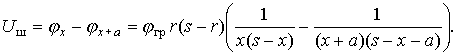 U_ш = φ_x − φ_{x+a} = φ_гр r(s − r)(1/(x(s − x)) − 1/((x + a)(s − x − a))).